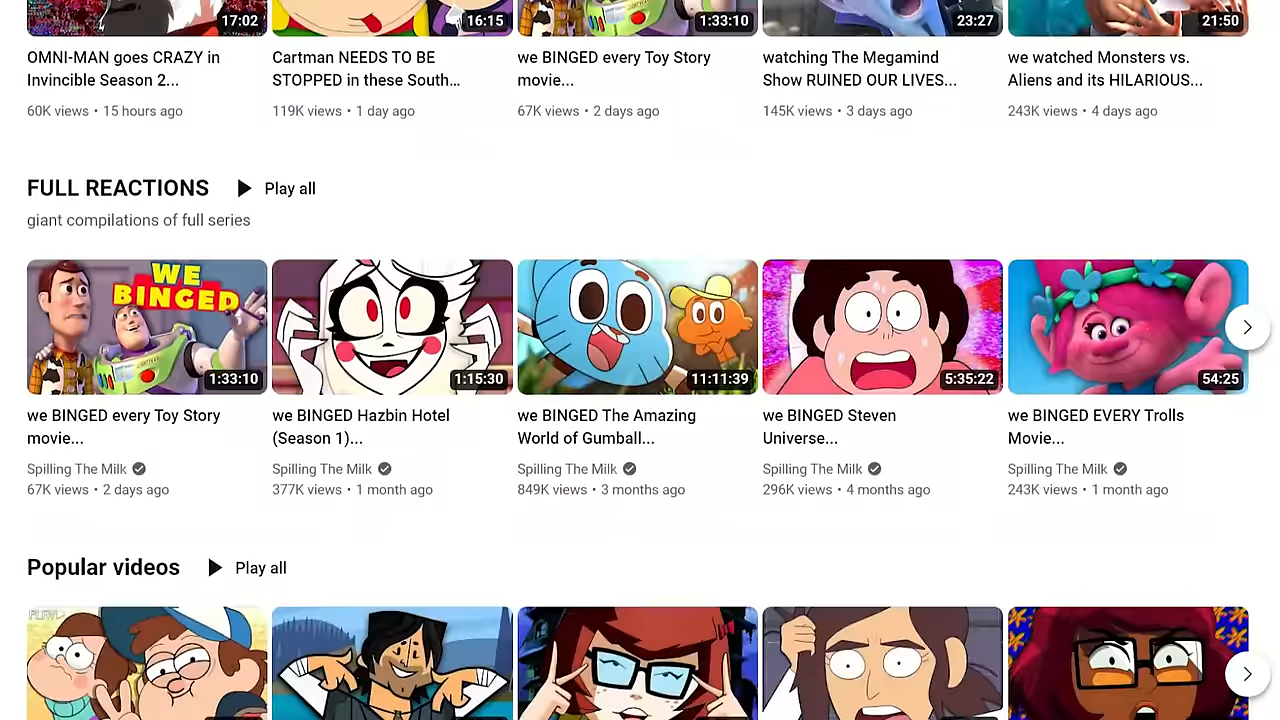 17:02
16:15
1:33:10
23:27
21:50
OMNI-MAN goes CRAZY in
Invincible Season 2...
60K views • 15 hours ago
Cartman NEEDS TO BE
STOPPED in these South...
119K views • 1 day ago
we BINGED every Toy Story
movie...
67K views • 2 days ago
watching The Megamind
Show RUINED OUR LIVES...
145K views • 3 days ago
we watched Monsters vs.
Aliens and its HILARIOUS...
243K views • 4 days ago
FULL REACTIONS
Play all
giant compilations of full series
WE
BINGED
1:33:10
1:15:30
11:11:39
5:35:22
54:25
we BINGED every Toy Story
movie...
Spilling The Milk
67K views • 2 days ago
we BINGED Hazbin Hotel
(Season 1)...
Spilling The Milk
377K views • 1 month ago
we BINGED The Amazing
World of Gumball...
Spilling The Milk
849K views • 3 months ago
we BINGED Steven
Universe...
Spilling The Milk
296K views • 4 months ago
we BINGED EVERY Trolls
Movie...
Spilling The Milk
243K views • 1 month ago
Popular videos
Play all